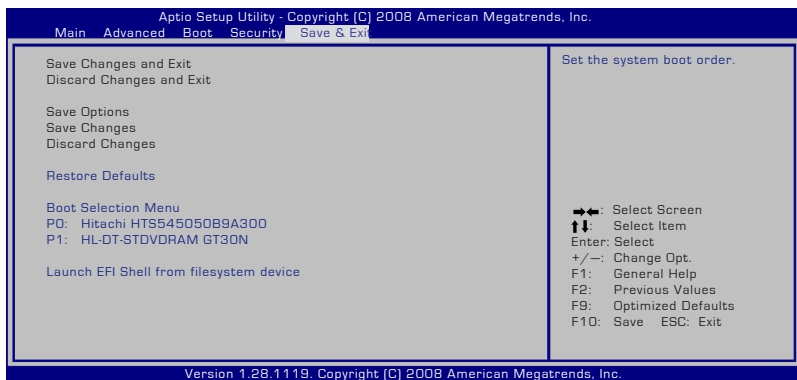 Aptio Setup Utility - Copyright (C) 2008 American Megatrends, Inc.
Main Advanced Boot Security Save & Exit
Save Changes and Exit
Discard Changes and Exit
Save Options
Save Changes
Discard Changes
Restore Defaults
Boot Selection Menu
P0: Hitachi HTS545050B9A300
P1: HL-DT-STDVDRAM GT30N
Launch EFI Shell from filesystem device
Set the system boot order.
→←: Select Screen
↑↓: Select Item
Enter: Select
+/—: Change Opt.
F1: General Help
F2: Previous Values
F9: Optimized Defaults
F10: Save ESC: Exit
Version 1.28.1119. Copyright (C) 2008 American Megatrends, Inc.